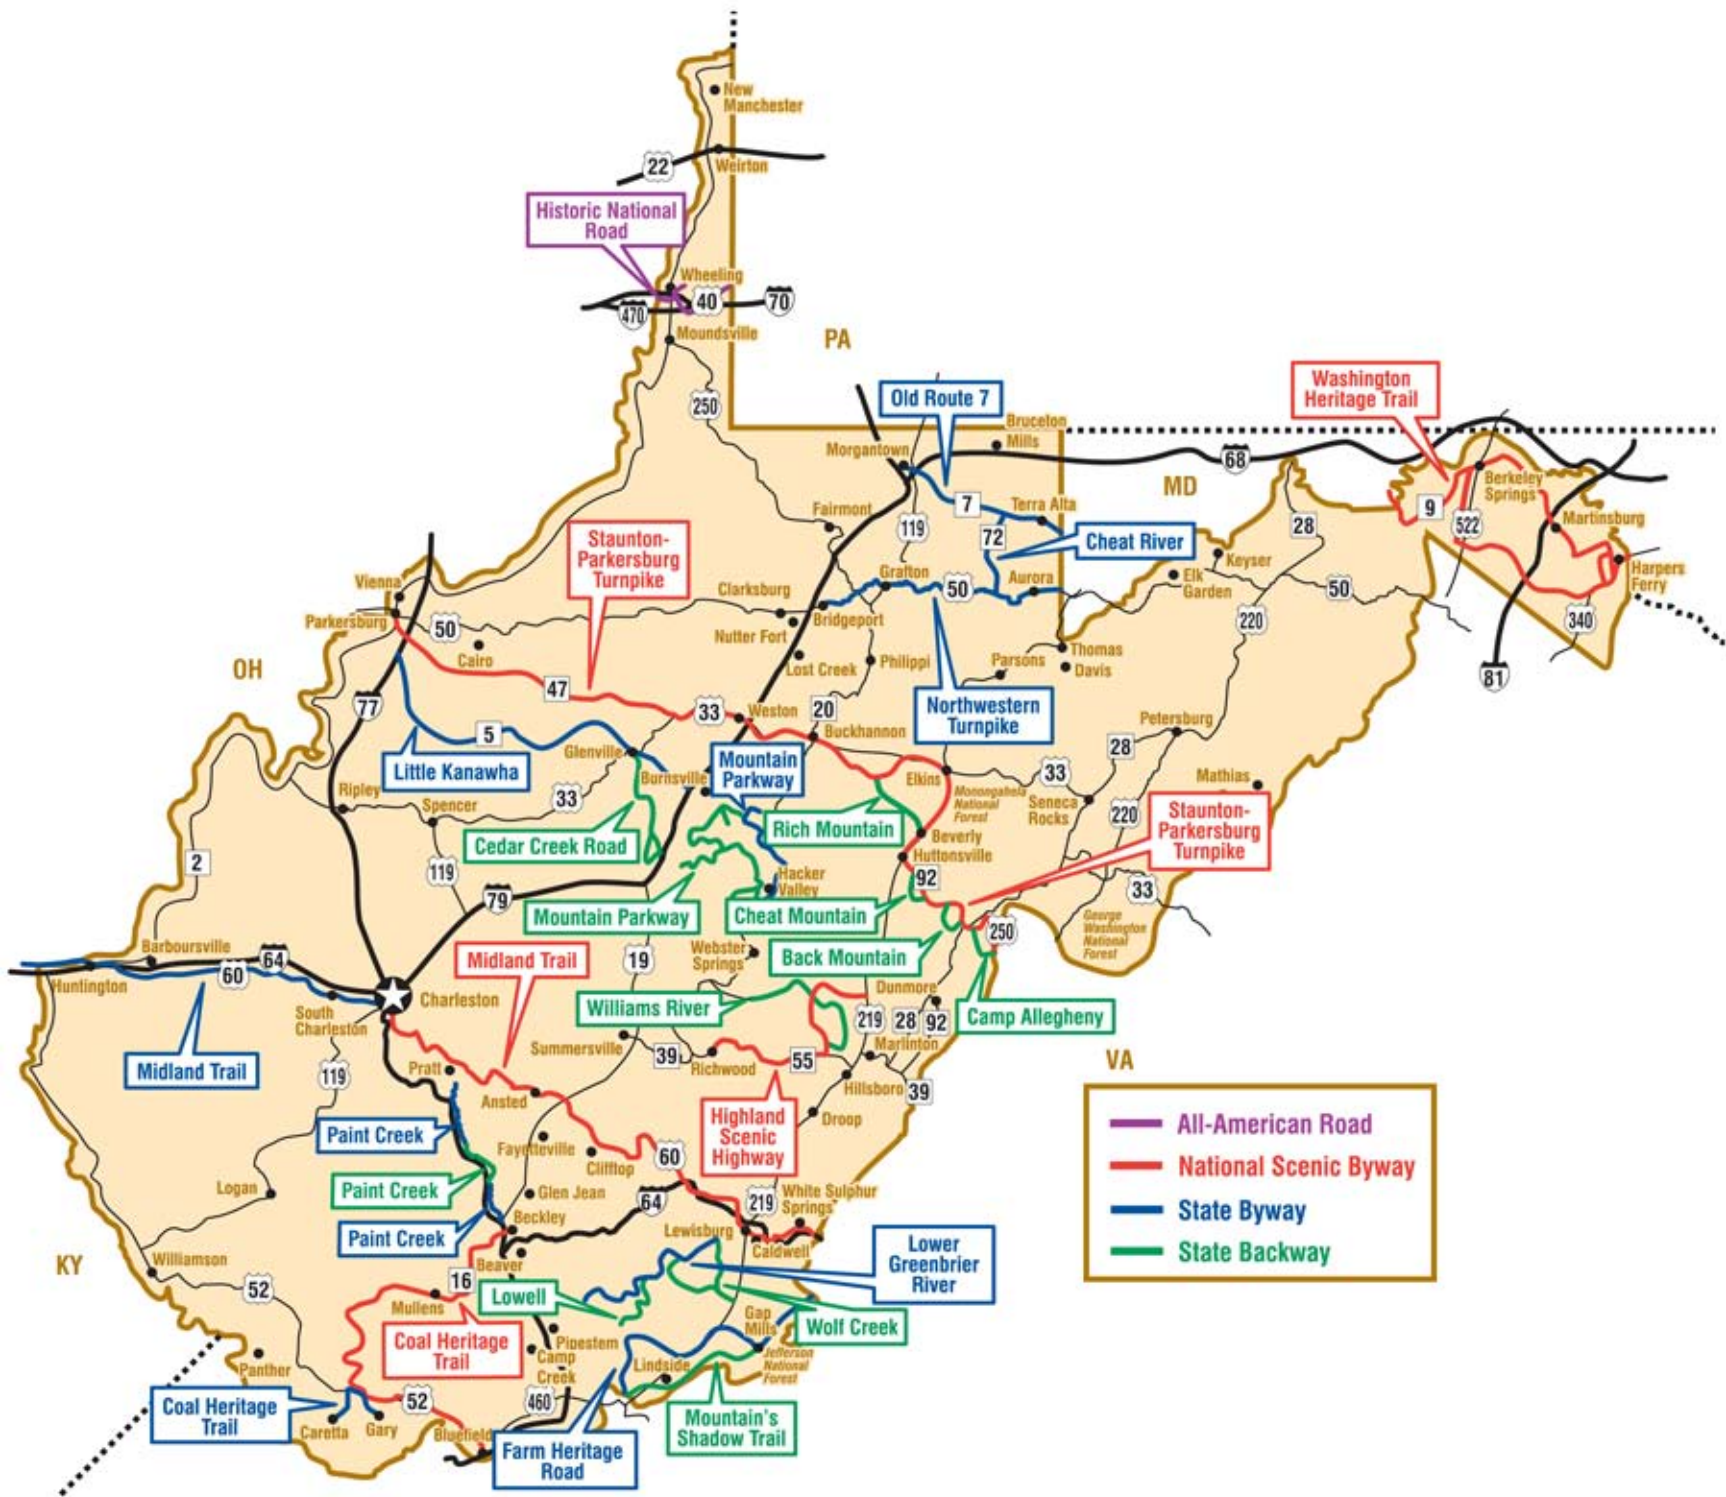 New
Manchester
22
Weirton
Historic National
Road
Wheeling
40
70
470
Moundsville
PA
250
Washington
Heritage Trail
Old Route 7
Bruceton
Mills
Morgantown
68
MD
Berkeley
Springs
9
522
7
Terra Alta
Fairmont
119
72
Cheat River
28
Martinsburg
Staunton-
Parkersburg
Turnpike
Keyser
Harpers
Ferry
Vienna
Clarksburg
Grafton
50
Aurora
Elk
Garden
50
Parkersburg
50
Nutter Fort
Bridgeport
220
340
Cairo
Lost Creek
Philippi
Parsons
Thomas
Davis
OH
81
47
77
33
Weston
20
Northwestern
Turnpike
5
Glenville
Buckhannon
Petersburg
28
Little Kanawha
Mountain
Parkway
Burnsville
Elkins
33
Mathias
Ripley
Spencer
33
Monongahela
National
Forest
Seneca
Rocks
220
Staunton-
Parkersburg
Turnpike
Cedar Creek Road
Rich Mountain
Beverly
Huttonsville
2
119
Hacker
Valley
92
33
79
Mountain Parkway
Cheat Mountain
George
Washington
National
Forest
250
Barboursville
64
60
Midland Trail
19
Webster
Springs
Back Mountain
Huntington
Charleston
Dunmore
South
Charleston
Williams River
219
28
92
Camp Allegheny
Summersville
39
Richwood
55
Marlinton
Midland Trail
119
Pratt
VA
Ansted
Hillsboro
39
Highland
Scenic
Highway
Droop
Paint Creek
Fayetteville
Clifftop
60
All-American Road
National Scenic Byway
State Byway
State Backway
Paint Creek
Logan
Glen Jean
64
219
White Sulphur
Springs
Beckley
Paint Creek
Lewisburg
Caldwell
Lower
Greenbrier
River
KY
Williamson
Beaver
52
16
Lowell
Mullens
Wolf Creek
Gap
Mills
Coal Heritage
Trail
Pipestem
Camp
Creek
Lindside
Jefferson
National
Forest
Panther
Coal Heritage
Trail
52
460
Caretta
Gary
Bluefield
Farm Heritage
Road
Mountain's
Shadow Trail